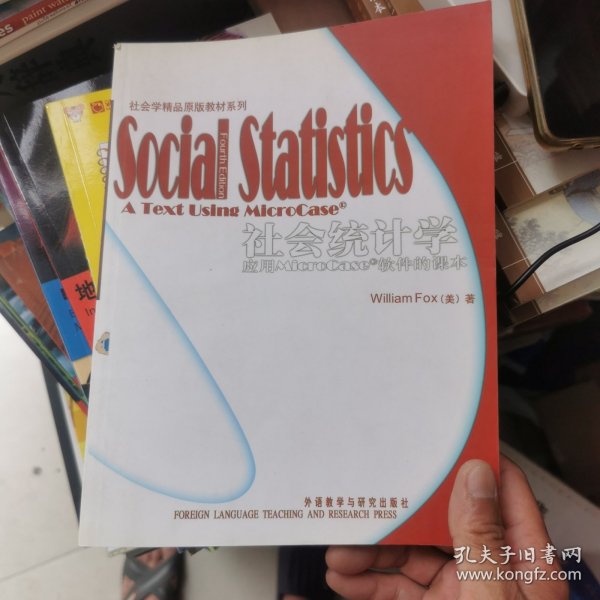 paint wat
社会学精品原版教材系列
Social Statistics
Fourth Edition
A Text Using MicroCase®
社会统计学
应用MicroCase®软件的课本
William Fox (美) 著
地
外语教学与研究出版社
FOREIGN LANGUAGE TEACHING AND RESEARCH PRESS
孔夫子旧书网
www.kongfz.com